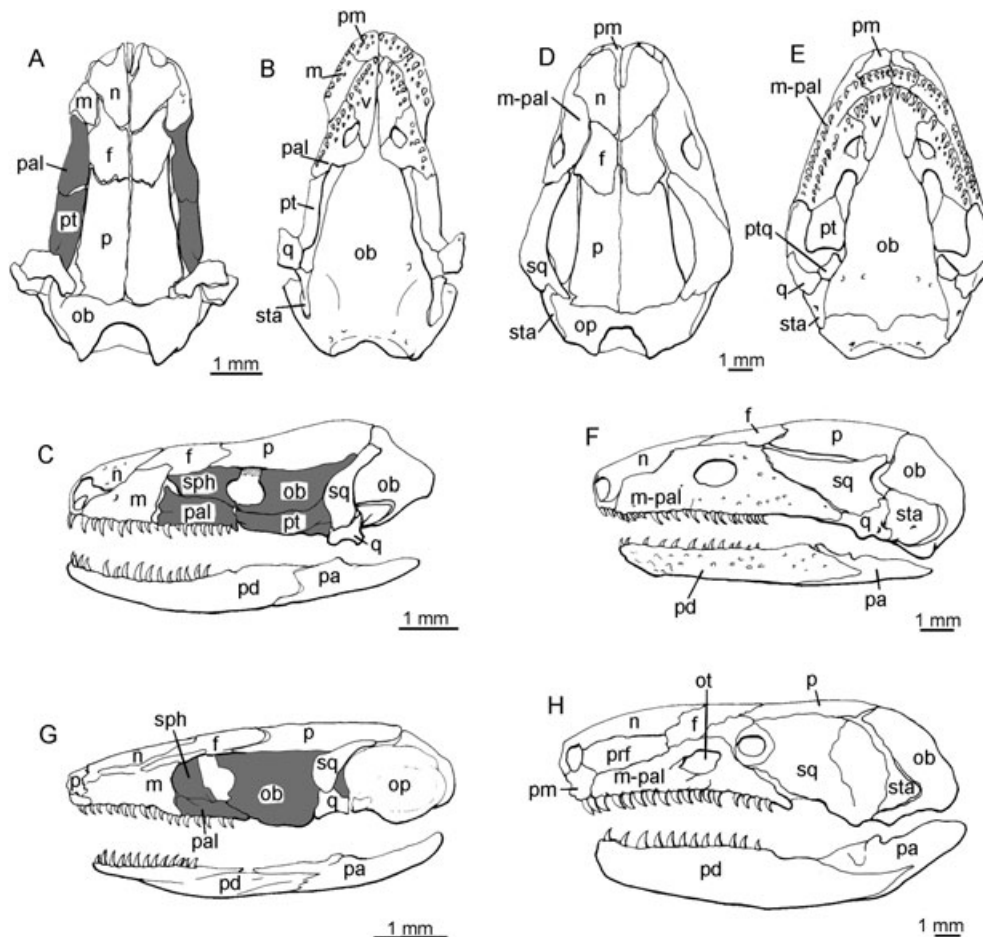 A
n
m
pal
f
pt
p
ob
1 mm
B
pm
m
v
pal
pt
q
ob
sta
D
pm
n
m-pal
f
p
sq
sta
op
1 mm
E
pm
m-pal
v
pt
ptq
ob
q
sta
C
n
f
p
sph
m
pal
ob
pt
sq
ob
q
pd
pa
1 mm
F
f
n
p
m-pal
sq
ob
q
sta
pd
pa
1 mm
G
sph
n
f
p
p
m
ob
sq
q
op
pal
pd
pa
1 mm
H
ot
p
n
f
prf
m-pal
pm
sq
ob
sta
pa
pd
1 mm